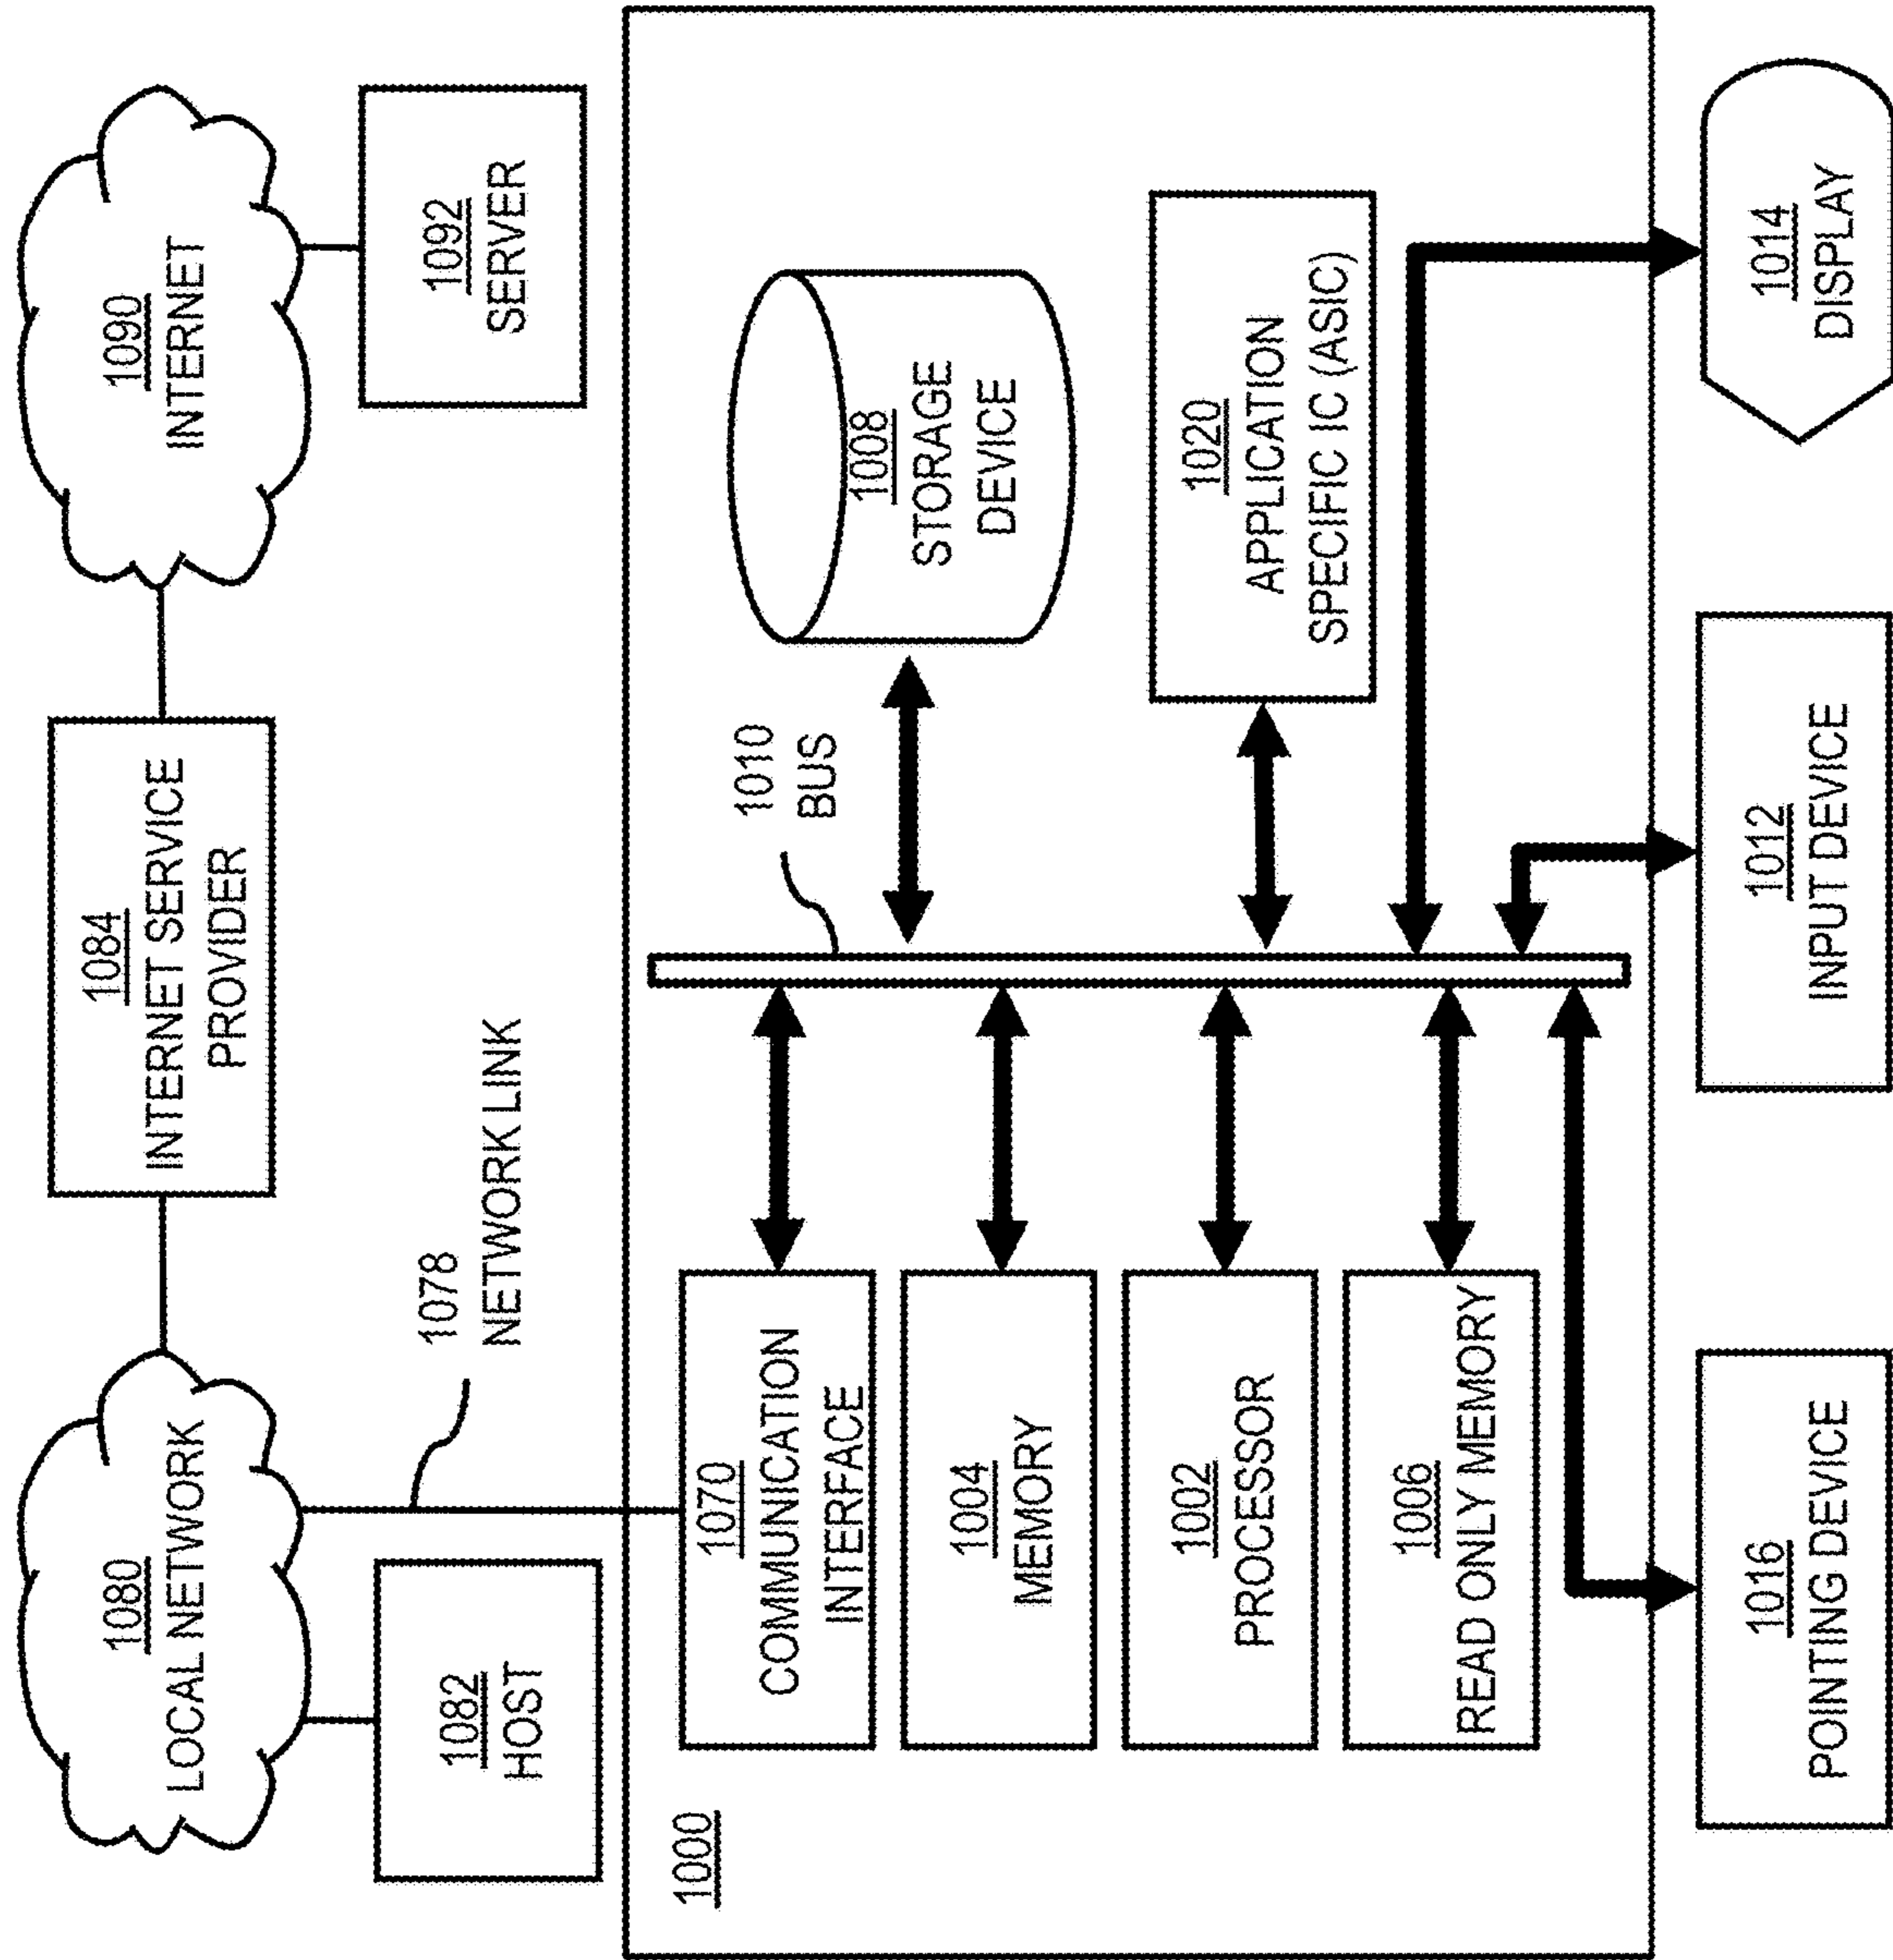 1080
LOCAL NETWORK
1084
INTERNET SERVICE
PROVIDER
1090
INTERNET
1082
HOST
1078
NETWORK LINK
1092
SERVER
1000
1070
COMMUNICATION
INTERFACE
1010
BUS
1008
STORAGE
DEVICE
1004
MEMORY
1002
PROCESSOR
1020
APPLICATION
SPECIFIC IC (ASIC)
1006
READ ONLY MEMORY
1016
POINTING DEVICE
1012
INPUT DEVICE
1014
DISPLAY